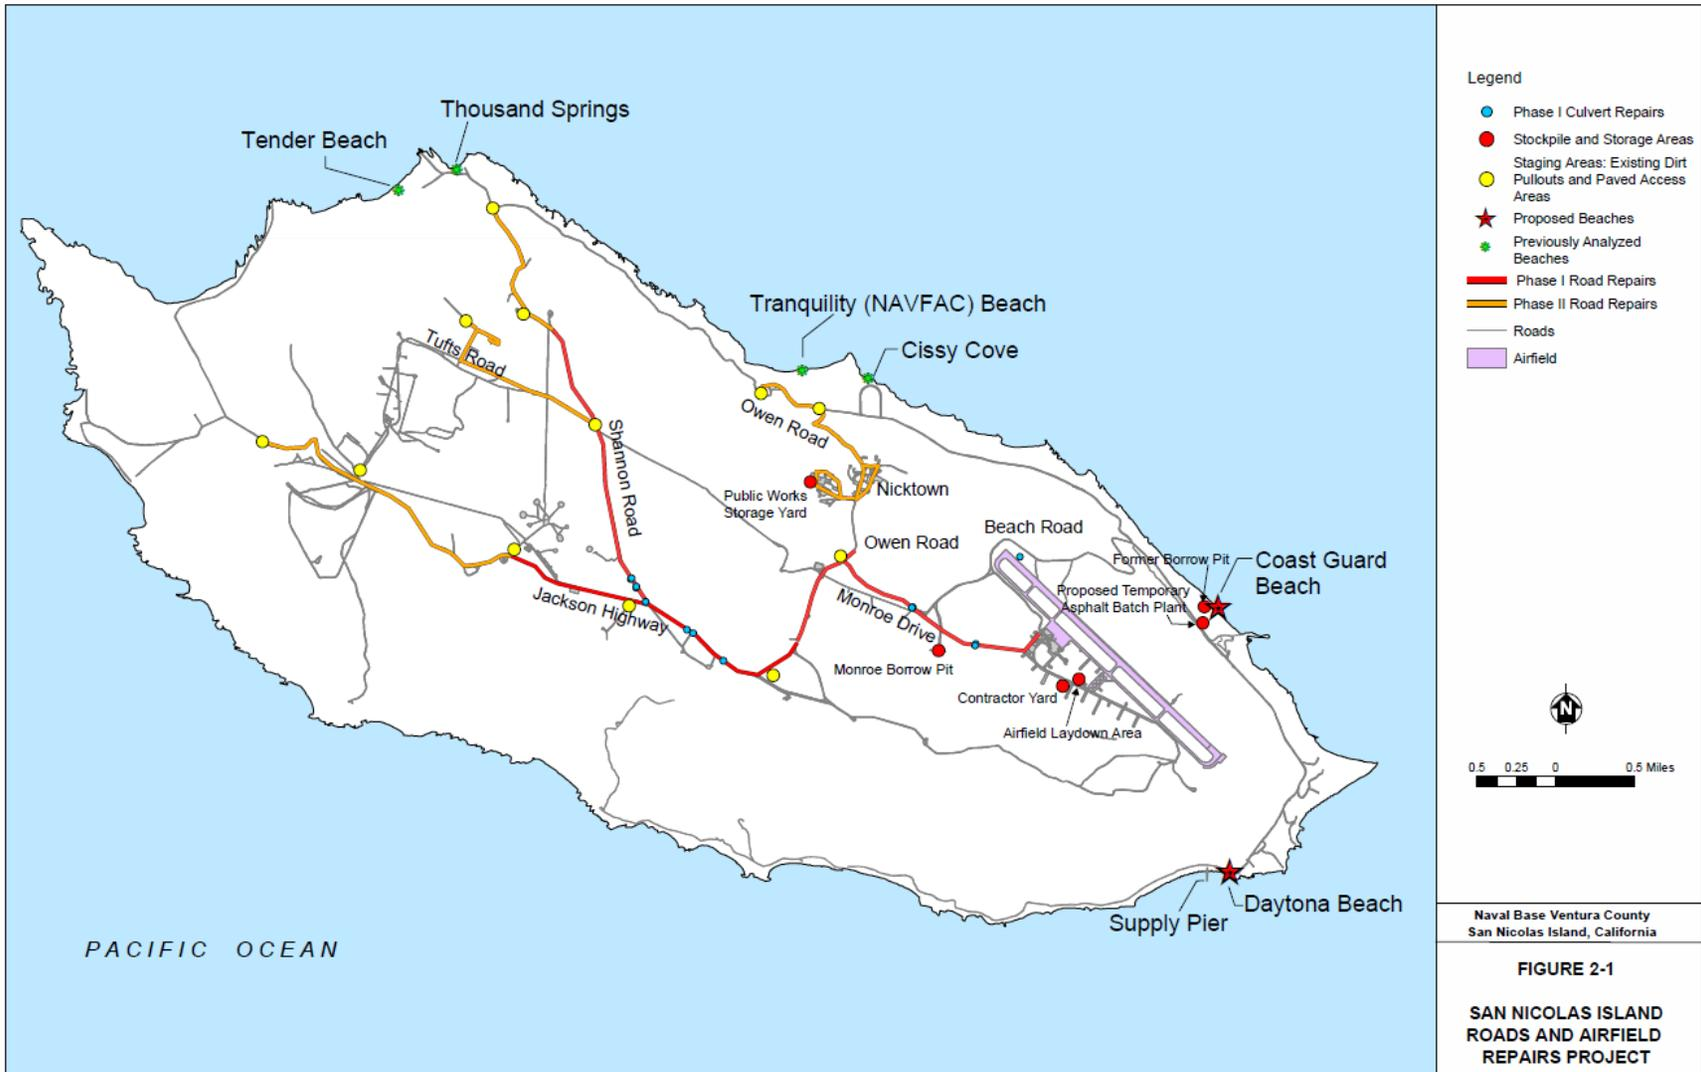 Thousand Springs
Tender Beach
Tranquility (NAVFAC) Beach
Cissy Cove
Tufts Road
Owen Road
Shannon Road
Public Works
Storage Yard
Nicktown
Beach Road
Owen Road
Former Borrow Pit
Coast Guard
Beach
Proposed Temporary
Asphalt Batch Plant
Jackson Highway
Monroe Drive
Monroe Borrow Pit
Contractor Yard
Airfield Laydown Area
Daytona Beach
Supply Pier
PACIFIC OCEAN
Legend
Phase I Culvert Repairs
Stockpile and Storage Areas
Staging Areas: Existing Dirt
Pullouts and Paved Access
Areas
Proposed Beaches
Previously Analyzed
Beaches
Phase I Road Repairs
Phase II Road Repairs
Roads
Airfield
N
0.5 0.25 0 0.5 Miles
Naval Base Ventura County
San Nicolas Island, California
FIGURE 2-1
SAN NICOLAS ISLAND
ROADS AND AIRFIELD
REPAIRS PROJECT